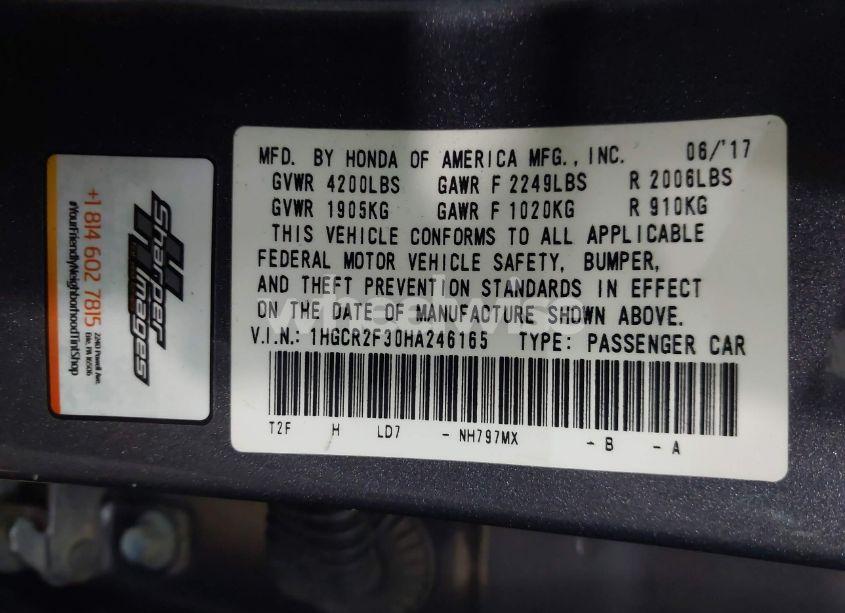 MFD. BY HONDA OF AMERICA MFG., INC. 06/'17
GVWR 4200LBS GAWR F 2249LBS R 2006LBS
GVWR 1905KG GAWR F 1020KG R 910KG
THIS VEHICLE CONFORMS TO ALL APPLICABLE
FEDERAL MOTOR VEHICLE SAFETY, BUMPER,
AND THEFT PREVENTION STANDARDS IN EFFECT
ON THE DATE OF MANUFACTURE SHOWN ABOVE.
V.I.N.: 1HGCR2F30HA246165 TYPE: PASSENGER CAR
T2F H LD7 - NH797MX - B - A
Sharper
Images
+1 814 602 7815
#YourFriendlyNeighborhoodTintShop
Erie, PA 16506